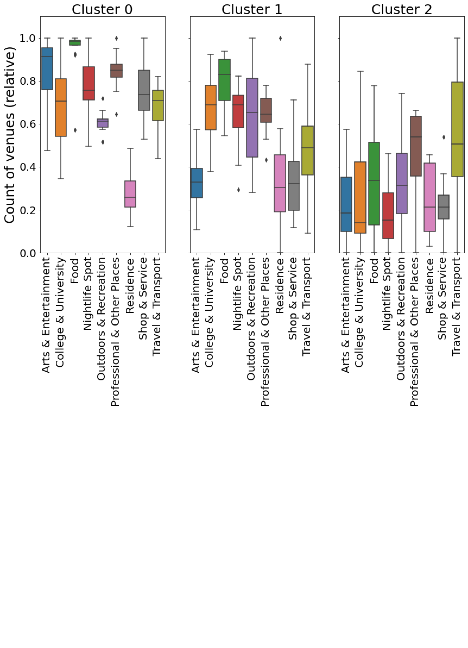 Cluster 0
Cluster 1
Cluster 2
Count of venues (relative)
1.0
0.8
0.6
0.4
0.2
0.0
Arts & Entertainment
College & University
Food
Nightlife Spot
Outdoors & Recreation
Professional & Other Places
Residence
Shop & Service
Travel & Transport
Arts & Entertainment
College & University
Food
Nightlife Spot
Outdoors & Recreation
Professional & Other Places
Residence
Shop & Service
Travel & Transport
Arts & Entertainment
College & University
Food
Nightlife Spot
Outdoors & Recreation
Professional & Other Places
Residence
Shop & Service
Travel & Transport